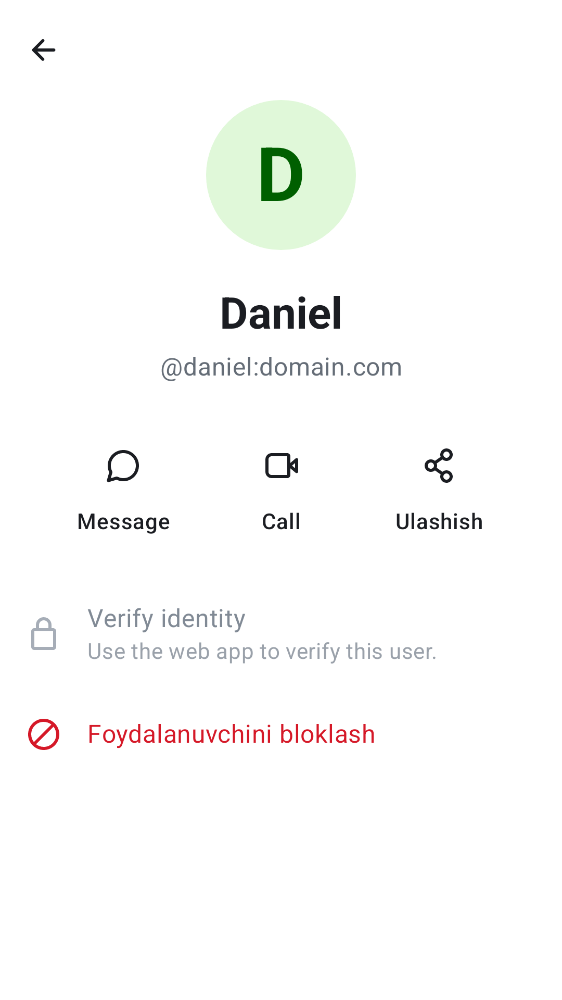 D
Daniel
@daniel:domain.com
Message
Call
Ulashish
Verify identity
Use the web app to verify this user.
Foydalanuvchini bloklash